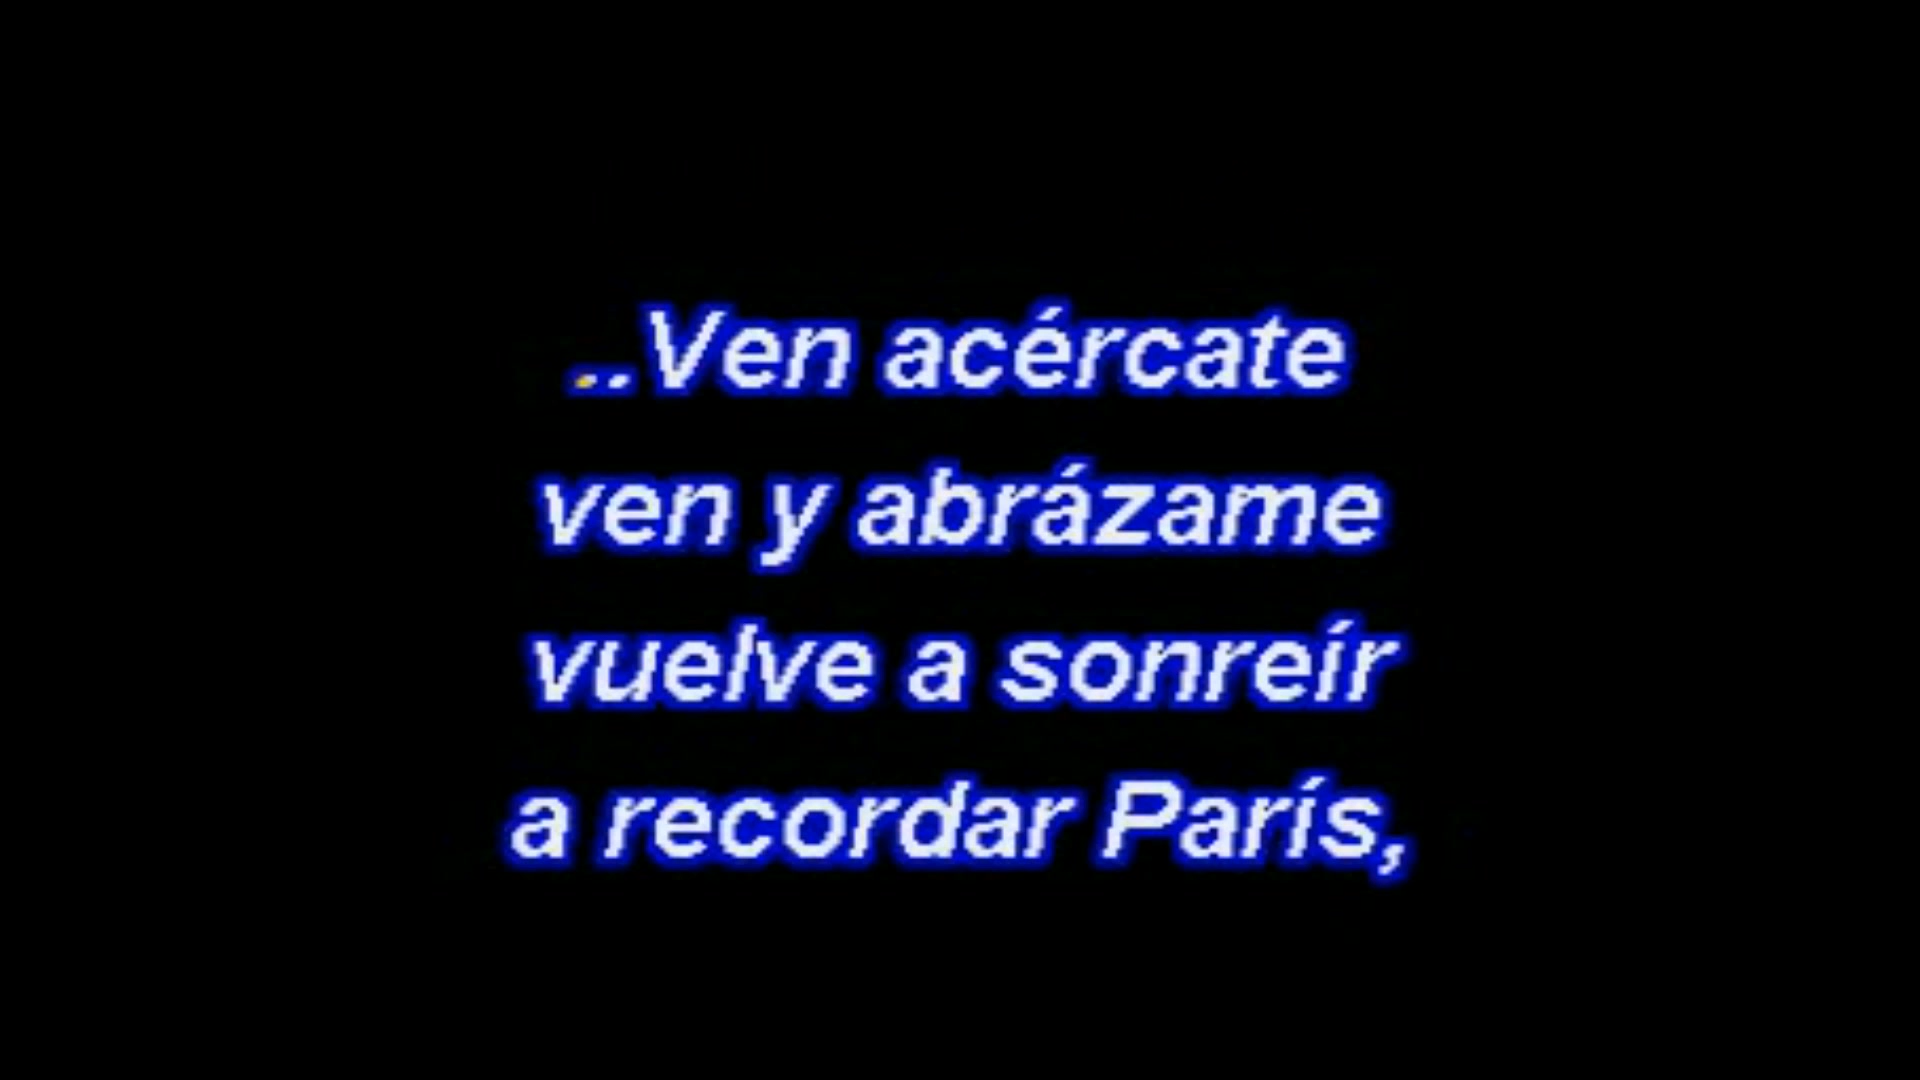 ..Ven acércate
ven y abrázame
vuelve a sonreír
a recordar París,